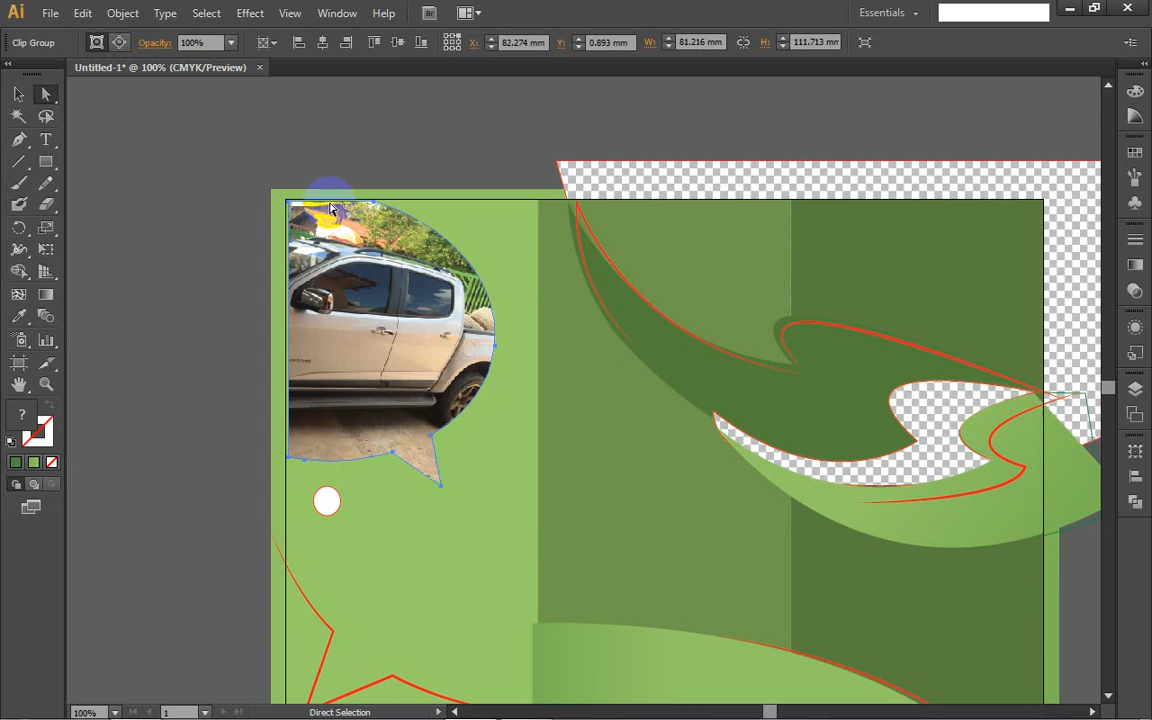 Ai File Edit Object Type Select Effect View Window Help Br Essentials
Clip Group Opacity: 100% X: 82.274 mm Y: 0.893 mm W: 81.216 mm H: 111.713 mm
Untitled-1* @ 100% (CMYK/Preview) ×
T
?
100% 1 Direct Selection